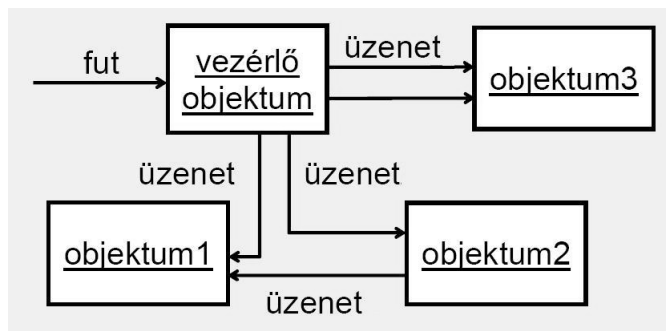 fut
vezérlő
objektum
üzenet
objektum3
üzenet
üzenet
objektum1
objektum2
üzenet